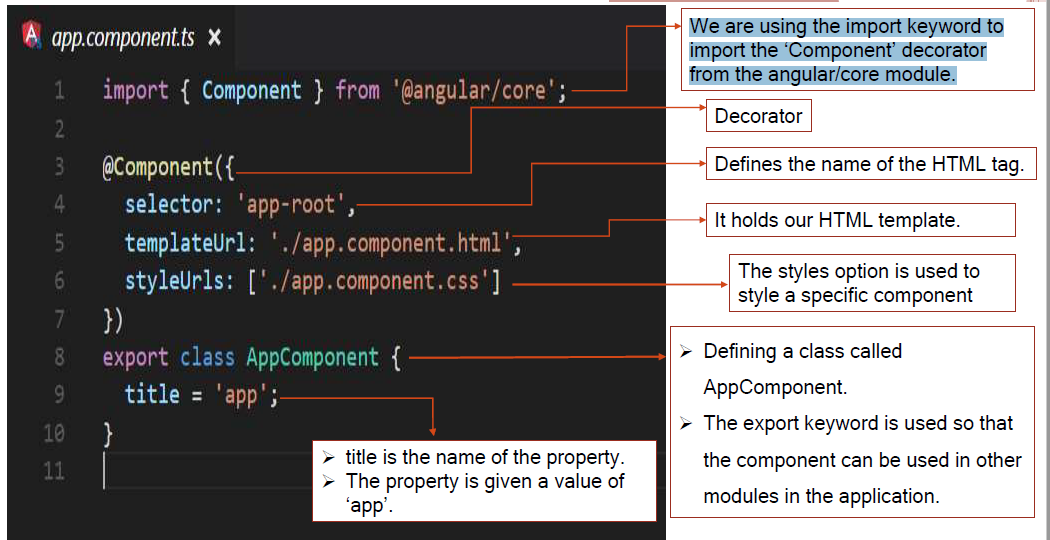 app.component.ts ×
1 import { Component } from '@angular/core';
2
3 @Component({
4 selector: 'app-root',
5 templateUrl: './app.component.html',
6 styleUrls: ['./app.component.css']
7 })
8 export class AppComponent {
9 title = 'app';
10 }
11
We are using the import keyword to
import the ‘Component’ decorator
from the angular/core module.
Decorator
Defines the name of the HTML tag.
It holds our HTML template.
The styles option is used to
style a specific component
➢ Defining a class called
AppComponent.
➢ The export keyword is used so that
the component can be used in other
modules in the application.
➢ title is the name of the property.
➢ The property is given a value of
‘app’.